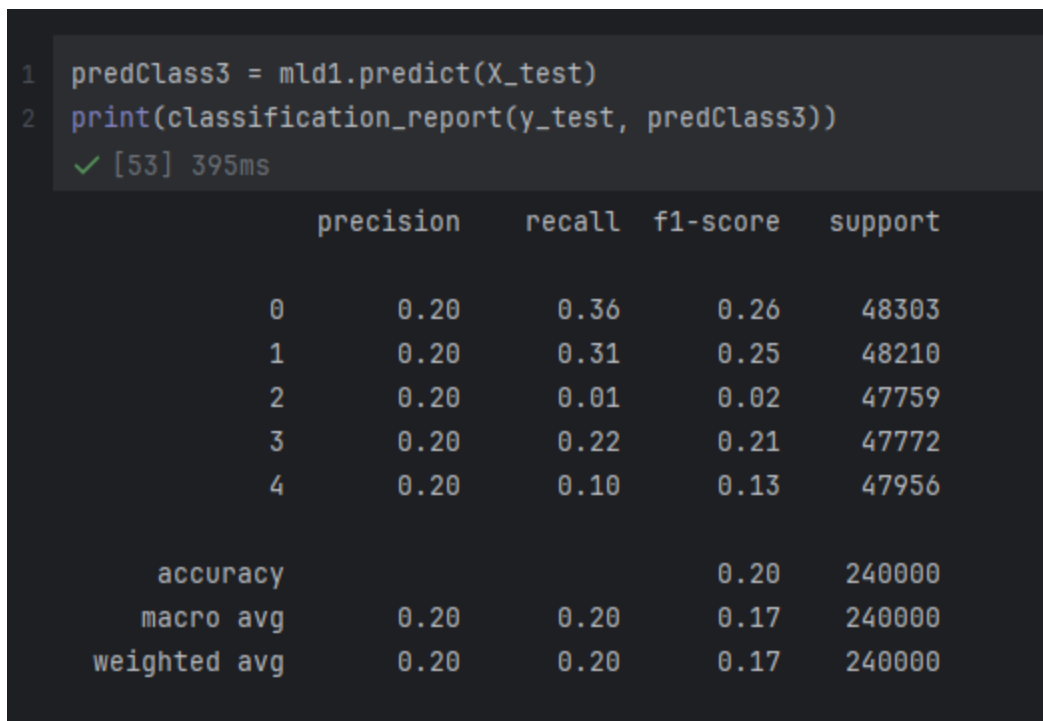 1 predClass3 = mld1.predict(X_test)
2 print(classification_report(y_test, predClass3))
✓ [53] 395ms
precision recall f1-score support
0 0.20 0.36 0.26 48303
1 0.20 0.31 0.25 48210
2 0.20 0.01 0.02 47759
3 0.20 0.22 0.21 47772
4 0.20 0.10 0.13 47956
accuracy 0.20 240000
macro avg 0.20 0.20 0.17 240000
weighted avg 0.20 0.20 0.17 240000